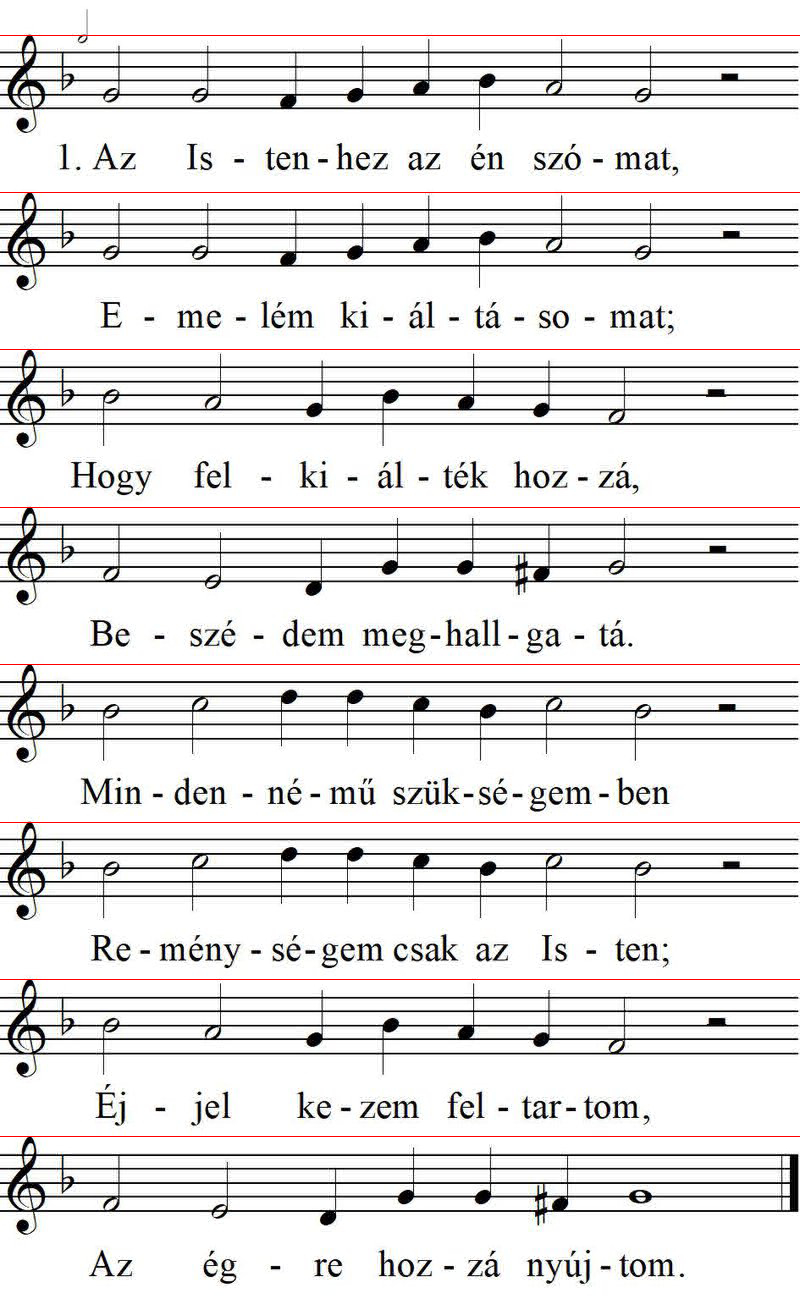 1. Az Is - ten - hez az én szó - mat,
E - me - lém ki - ál - tá - so - mat;
Hogy fel - ki - ál - ték hoz - zá,
Be - szé - dem meg - hall - ga - tá.
Min - den - né - mű szük - sé - gem - ben
Re - mény - sé - gem csak az Is - ten;
Éj - jel ke - zem fel - tar - tom,
Az ég - re hoz - zá nyúj - tom.